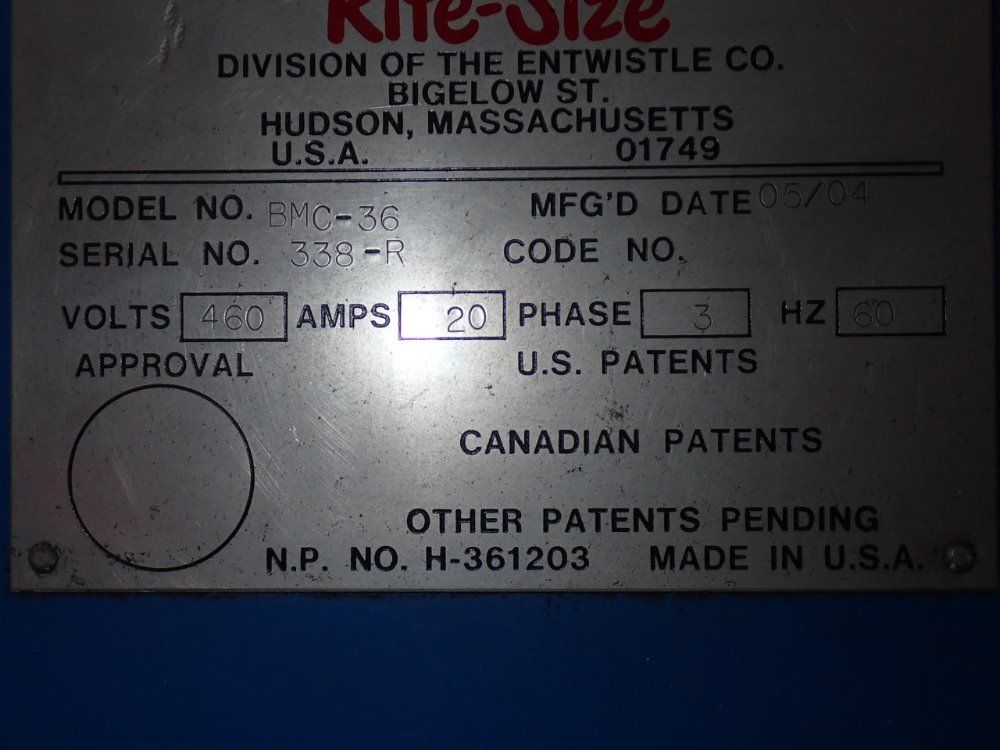 Rite-Size
DIVISION OF THE ENTWISTLE CO.
BIGELOW ST.
HUDSON, MASSACHUSETTS
U.S.A. 01749
MODEL NO. BMC-36 MFG'D DATE 05/04
SERIAL NO. 338-R CODE NO.
VOLTS 460 AMPS 20 PHASE 3 HZ 60
APPROVAL U.S. PATENTS
CANADIAN PATENTS
OTHER PATENTS PENDING
N.P. NO. H-361203 MADE IN U.S.A.